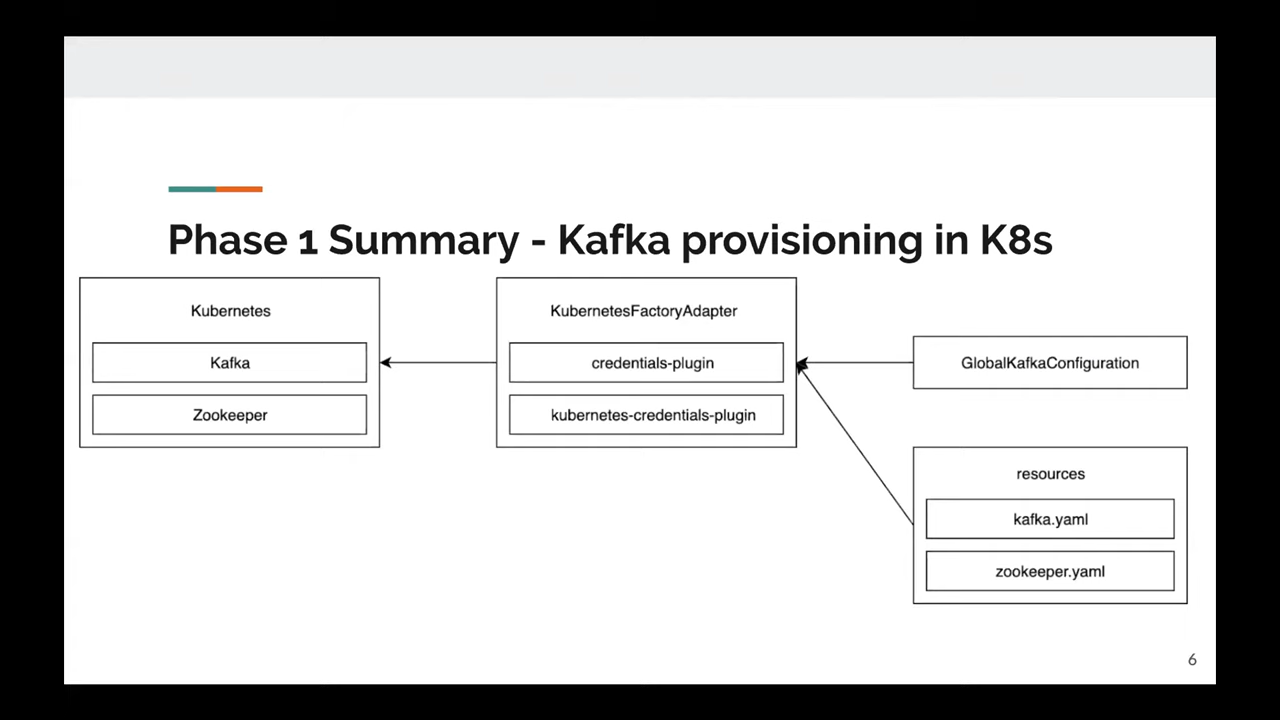 Phase 1 Summary - Kafka provisioning in K8s
Kubernetes
Kafka
Zookeeper
KubernetesFactoryAdapter
credentials-plugin
kubernetes-credentials-plugin
GlobalKafkaConfiguration
resources
kafka.yaml
zookeeper.yaml
6